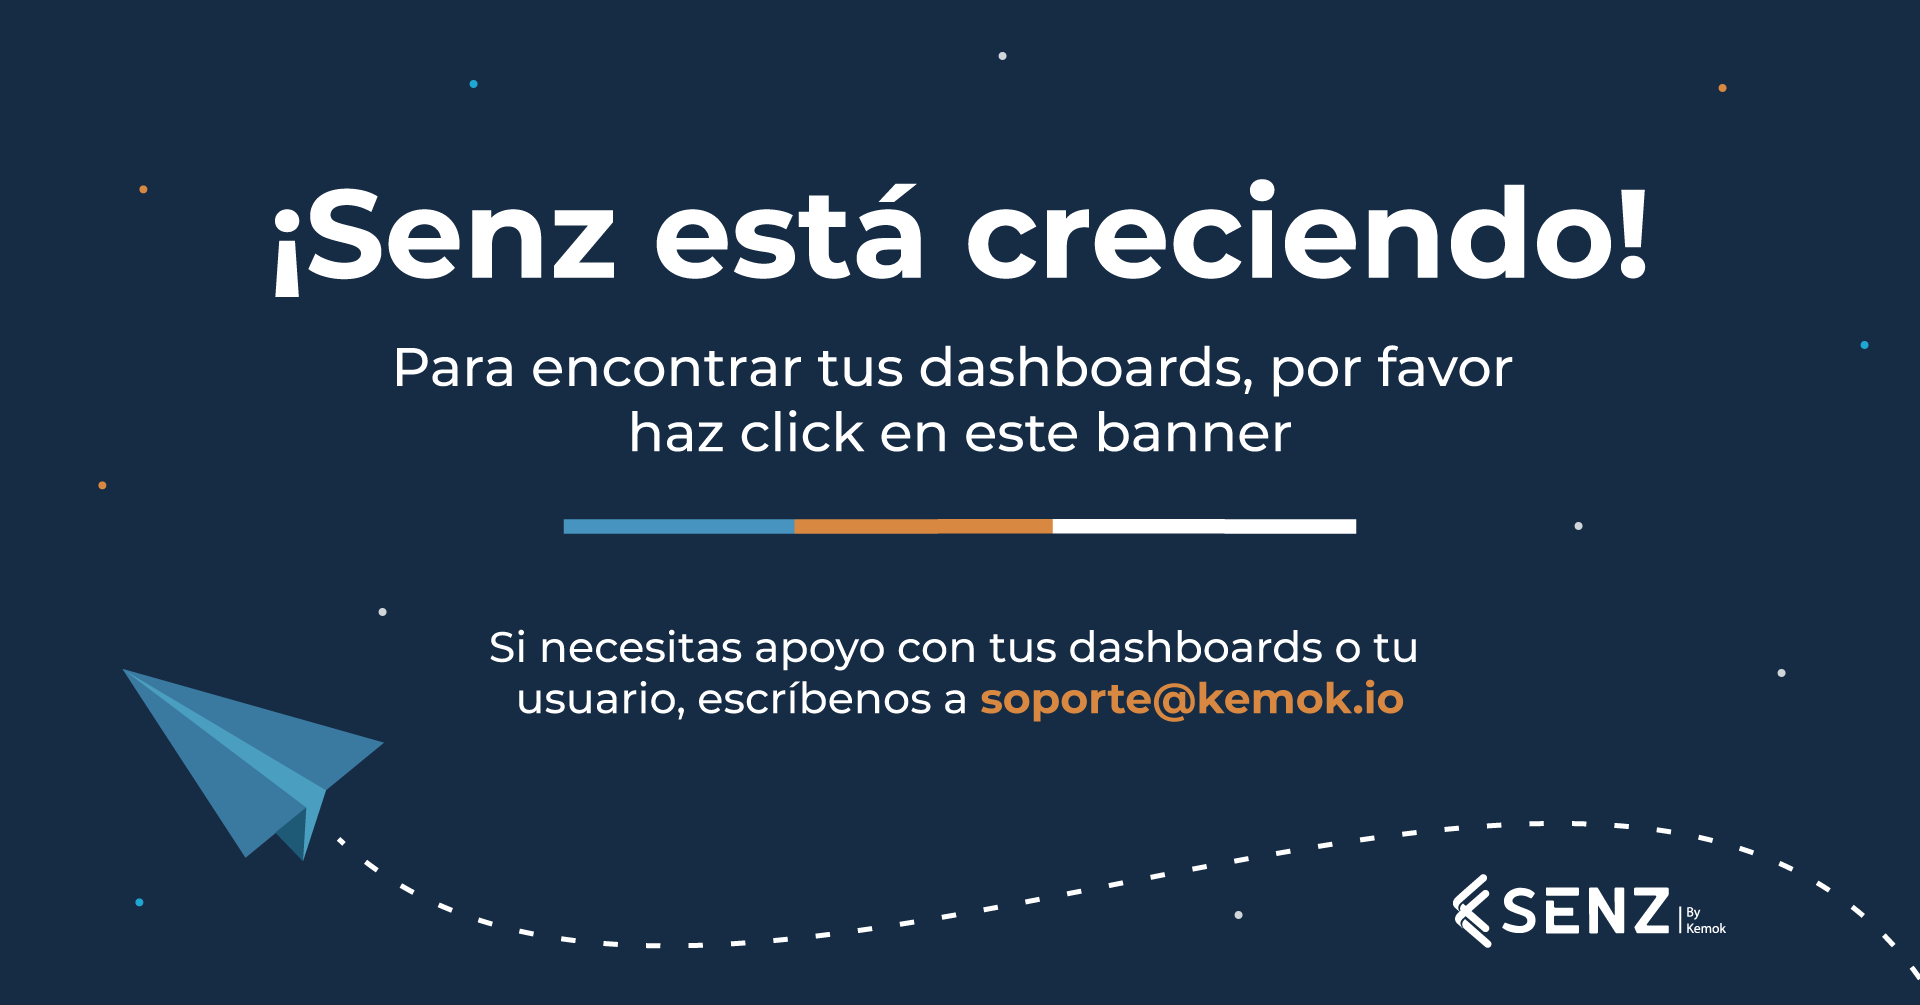 ¡Senz está creciendo!
Para encontrar tus dashboards, por favor
haz click en este banner
Si necesitas apoyo con tus dashboards o tu
usuario, escríbenos a soporte@kemok.io
SENZ
By
Kemok